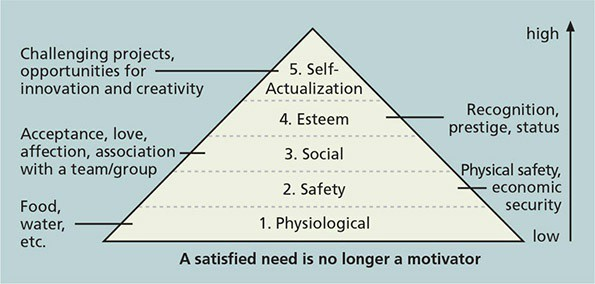 high
Challenging projects,
opportunities for
innovation and creativity
5. Self-
Actualization
4. Esteem
Recognition,
prestige, status
Acceptance, love,
affection, association
with a team/group
3. Social
2. Safety
Physical safety,
economic
security
Food,
water,
etc.
1. Physiological
low
A satisfied need is no longer a motivator